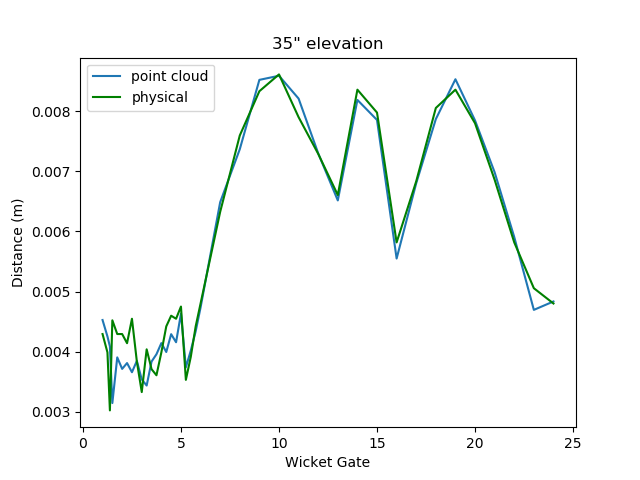 35" elevation
point cloud
physical
0.008
0.007
0.006
0.005
0.004
0.003
Distance (m)
0 5 10 15 20 25
Wicket Gate